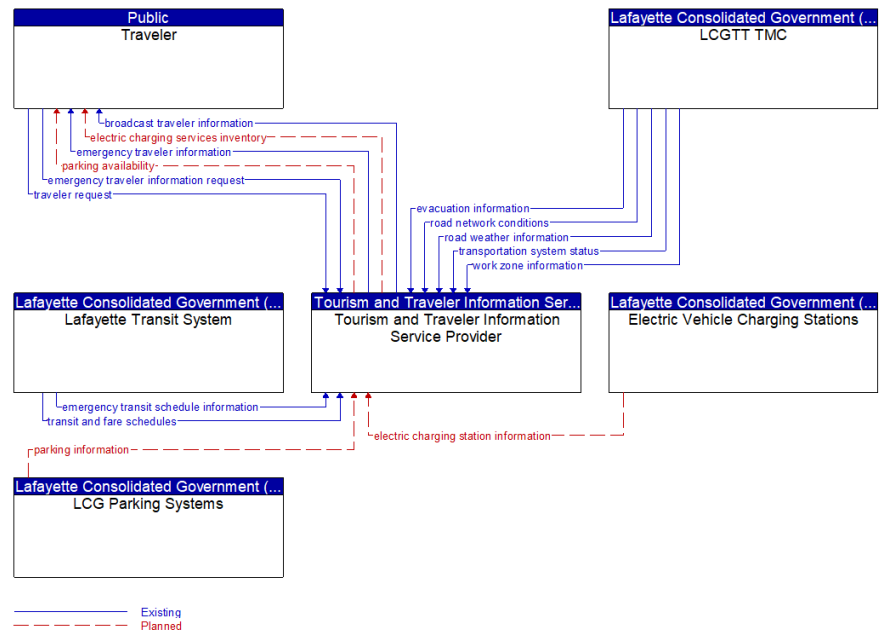 Public
Traveler
Lafayette Consolidated Government (...
LCGTT TMC
broadcast traveler information
electric charging services inventory
emergency traveler information
parking availability
emergency traveler information request
traveler request
evacuation information
road network conditions
road weather information
transportation system status
work zone information
Lafayette Consolidated Government (...
Lafayette Transit System
Tourism and Traveler Information Ser...
Tourism and Traveler Information
Service Provider
Lafayette Consolidated Government (...
Electric Vehicle Charging Stations
emergency transit schedule information
transit and fare schedules
electric charging station information
parking information
Lafayette Consolidated Government (...
LCG Parking Systems
Existing
Planned